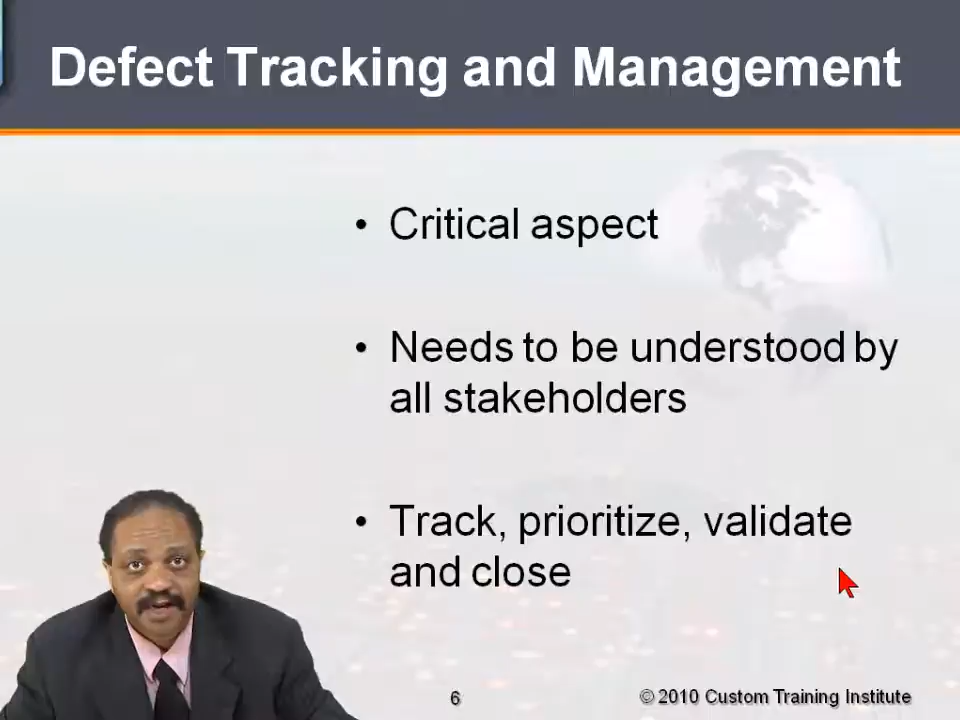 Defect Tracking and Management
• Critical aspect
• Needs to be understood by
all stakeholders
• Track, prioritize, validate
and close
6
© 2010 Custom Training Institute